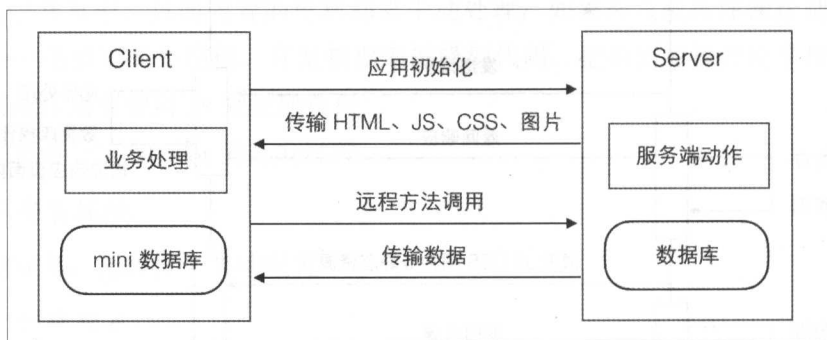 Client
Server
应用初始化
传输 HTML、JS、CSS、图片
业务处理
服务端动作
远程方法调用
mini 数据库
传输数据
数据库